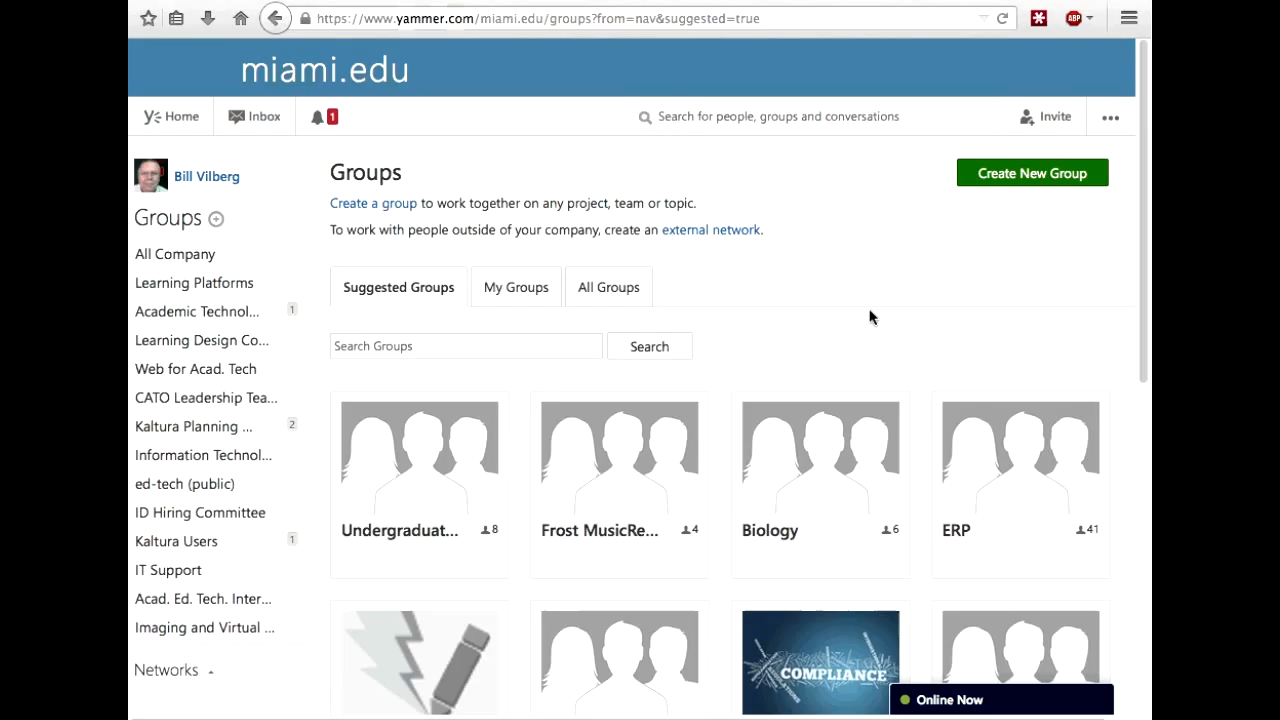 https://www.yammer.com/miami.edu/groups?from=nav&suggested=true
ABP
miami.edu
Home
Inbox
1
Search for people, groups and conversations
Invite
Bill Vilberg
Groups
All Company
Learning Platforms
Academic Technol... 1
Learning Design Co...
Web for Acad. Tech
CATO Leadership Tea...
Kaltura Planning ... 2
Information Technol...
ed-tech (public)
ID Hiring Committee
Kaltura Users 1
IT Support
Acad. Ed. Tech. Inter...
Imaging and Virtual ...
Networks
Groups
Create New Group
Create a group to work together on any project, team or topic.
To work with people outside of your company, create an external network.
Suggested Groups
My Groups
All Groups
Search Groups
Search
Undergraduat... 8
Frost MusicRe... 4
Biology 6
ERP 41
COMPLIANCE
Online Now